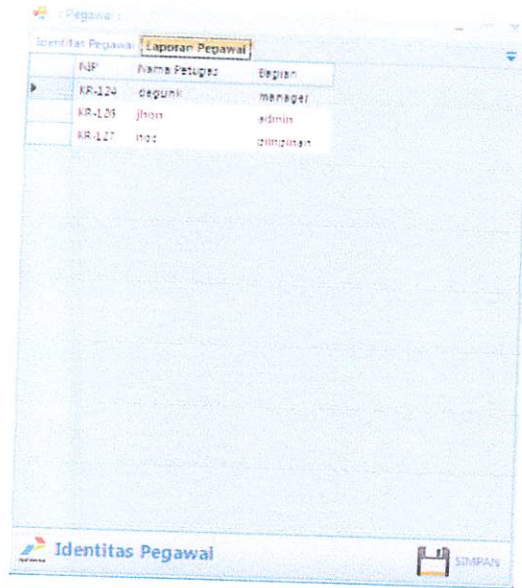 : Pegawai :
Identitas Pegawai Laporan Pegawai
NIP Nama Petugas Bagian
KR-124 degunk manager
jhon admin
KR-127 pimpinan
Identitas Pegawai SIMPAN